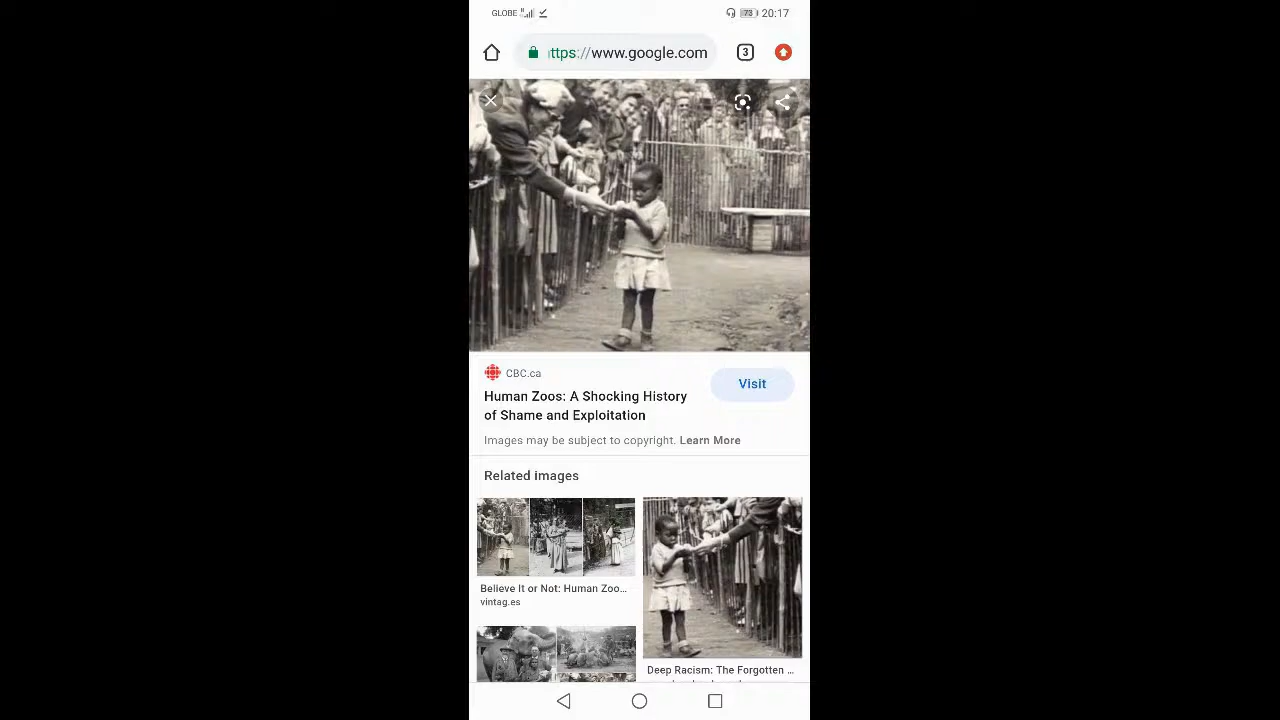 GLOBE
73 20:17
ttps://www.google.com
3
CBC.ca
Human Zoos: A Shocking History
of Shame and Exploitation
Visit
Images may be subject to copyright. Learn More
Related images
Believe It or Not: Human Zoo...
vintag.es
Deep Racism: The Forgotten ...